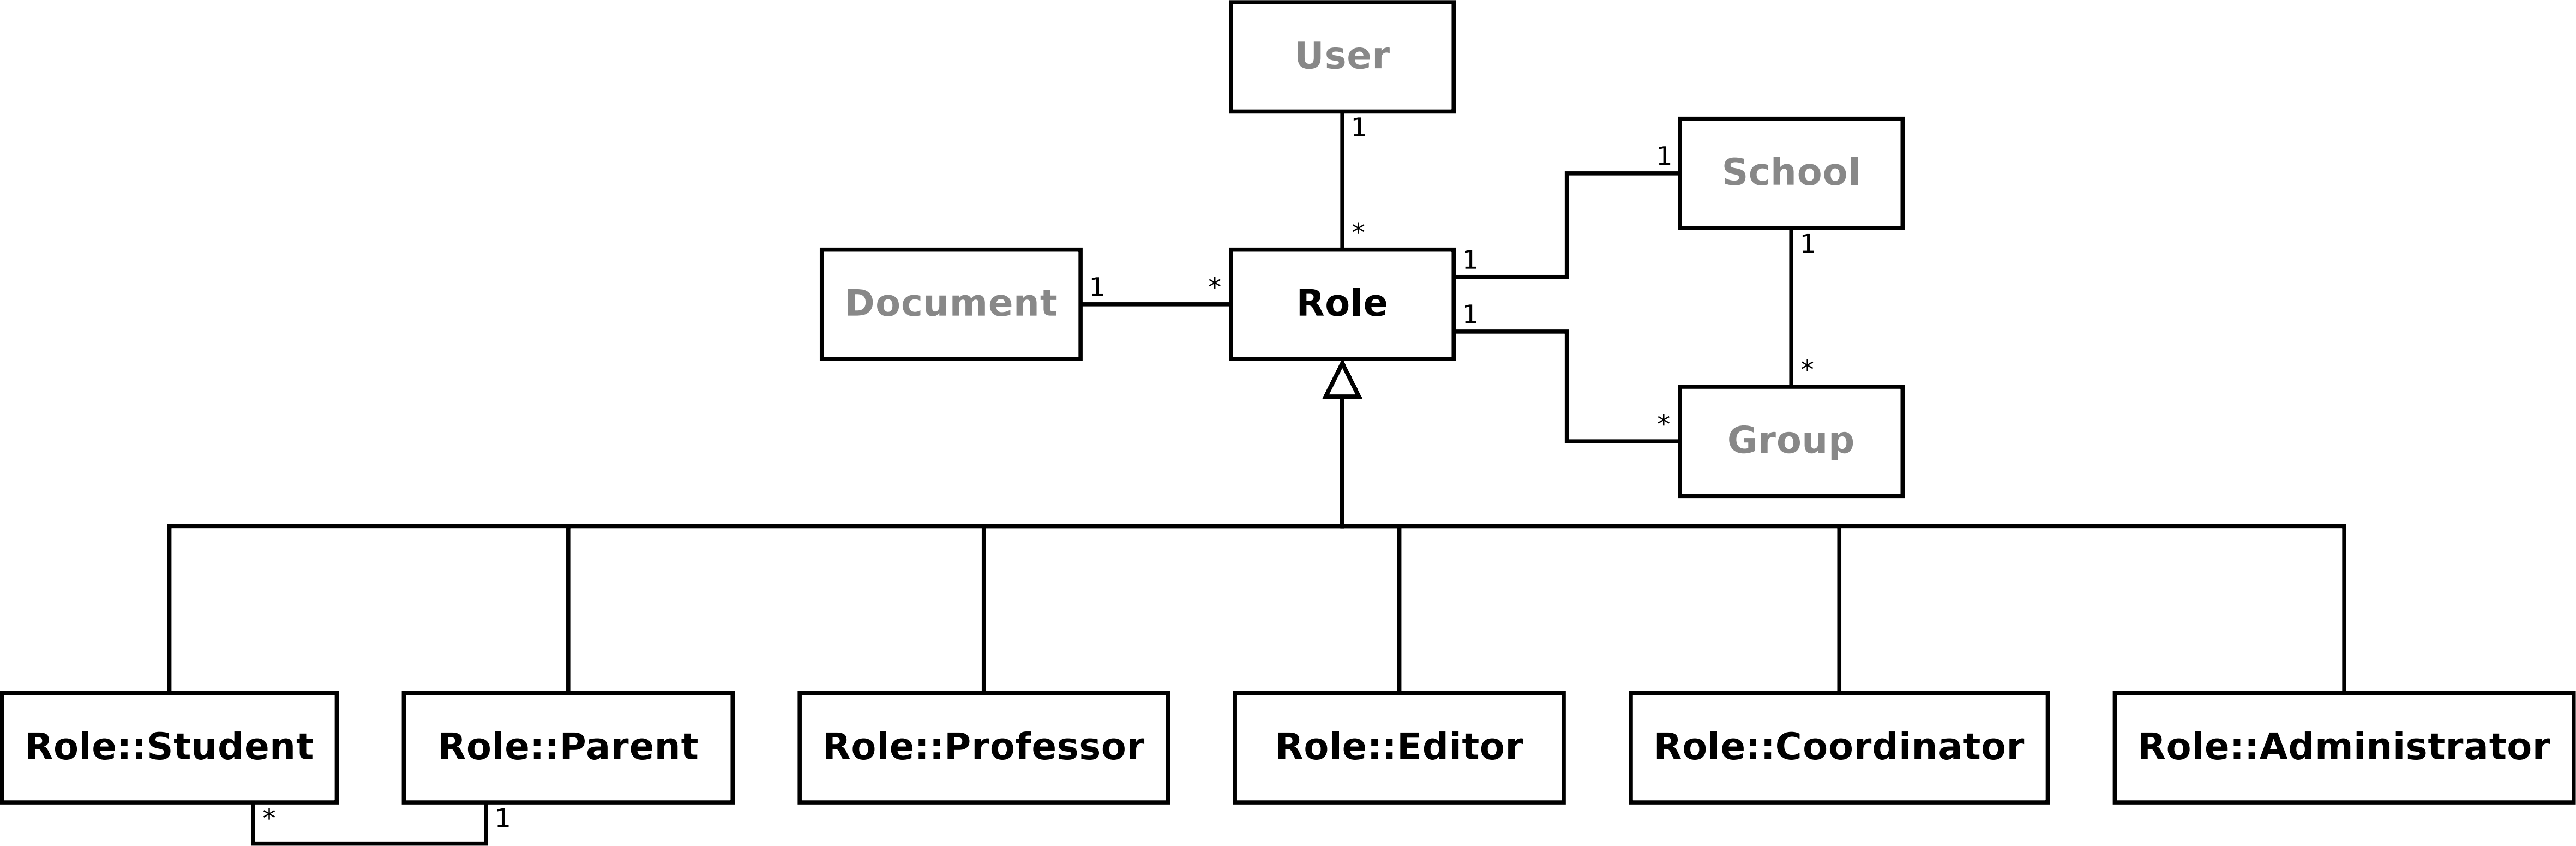 User
1
1
School
1
*
1
Document
1
*
Role
1
1
*
*
Group
Role::Student
Role::Parent
Role::Professor
Role::Editor
Role::Coordinator
Role::Administrator
*
1